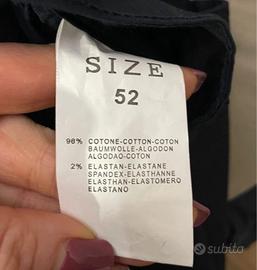 SIZE
52
98% COTONE-COTTON-COTON
BAUMWOLLE-ALGODON
ALGODAO-COTON
2% ELASTAN-ELASTANE
SPANDEX-ELASTHANNE
ELASTHAN-ELASTOMERO
ELASTANO
subito